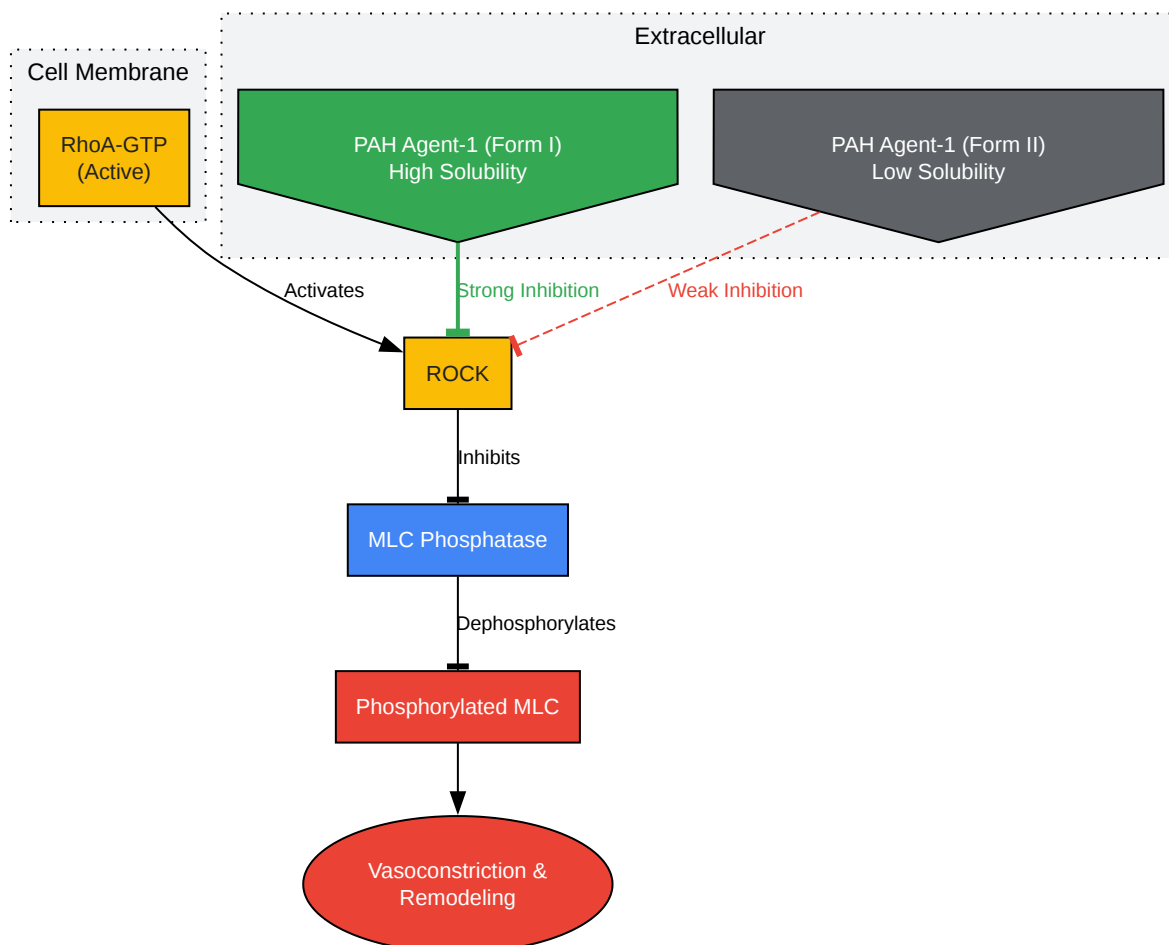 Extracellular
Cell Membrane
RhoA-GTP
(Active)
PAH Agent-1 (Form I)
High Solubility
PAH Agent-1 (Form II)
Low Solubility
Activates
Strong Inhibition
Weak Inhibition
ROCK
Inhibits
MLC Phosphatase
Dephosphorylates
Phosphorylated MLC
Vasoconstriction &
Remodeling